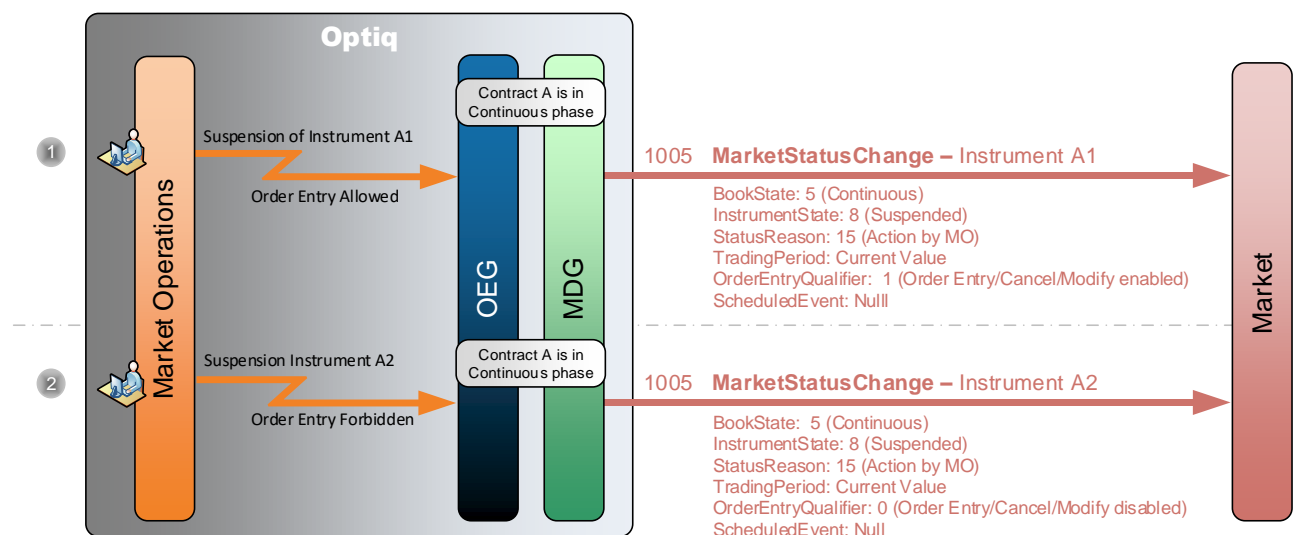 Optiq
Contract A is in
Continuous phase
1
Suspension of Instrument A1
Order Entry Allowed
1005 MarketStatusChange – Instrument A1
BookState: 5 (Continuous)
InstrumentState: 8 (Suspended)
StatusReason: 15 (Action by MO)
TradingPeriod: Current Value
OrderEntryQualifier: 1 (Order Entry/Cancel/Modify enabled)
ScheduledEvent: Nulll
Market Operations
OEG
MDG
Market
Contract A is in
Continuous phase
2
Suspension Instrument A2
Order Entry Forbidden
1005 MarketStatusChange – Instrument A2
BookState: 5 (Continuous)
InstrumentState: 8 (Suspended)
StatusReason: 15 (Action by MO)
TradingPeriod: Current Value
OrderEntryQualifier: 0 (Order Entry/Cancel/Modify disabled)
ScheduledEvent: Null